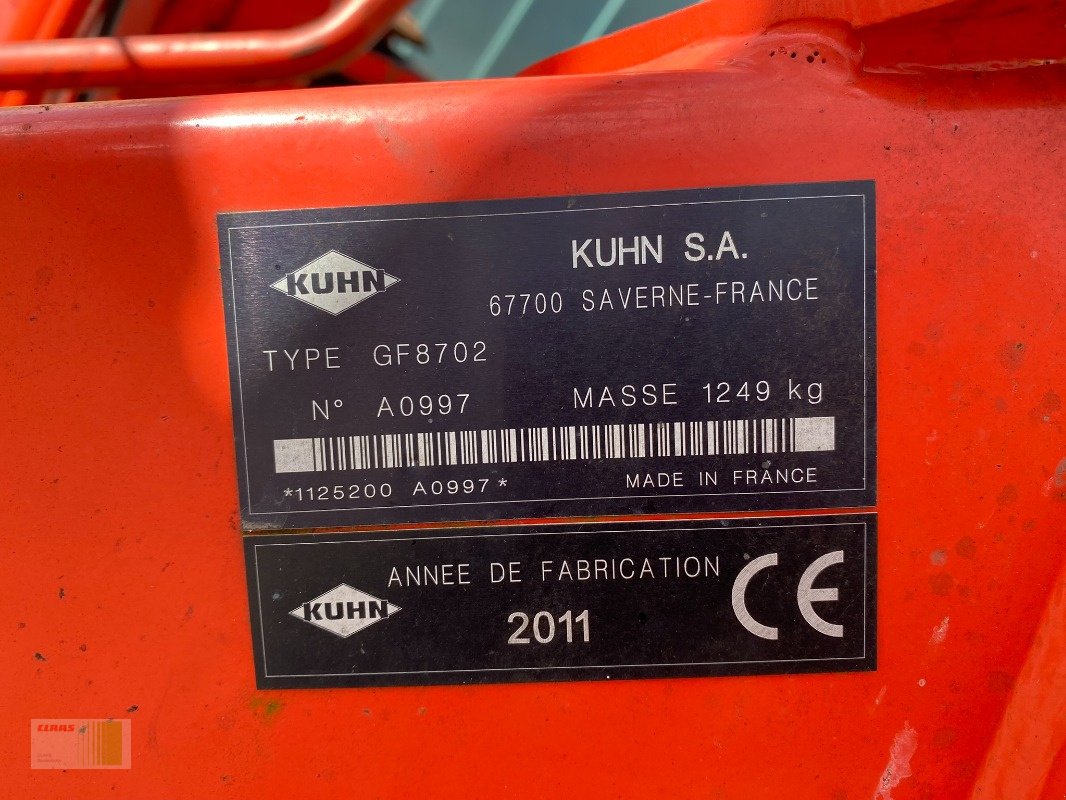 KUHN
KUHN S.A.
67700 SAVERNE-FRANCE
TYPE GF8702
N° A0997
MASSE 1249 kg
*1125200 A0997*
MADE IN FRANCE
KUHN
ANNEE DE FABRICATION
2011
CE
CLAAS